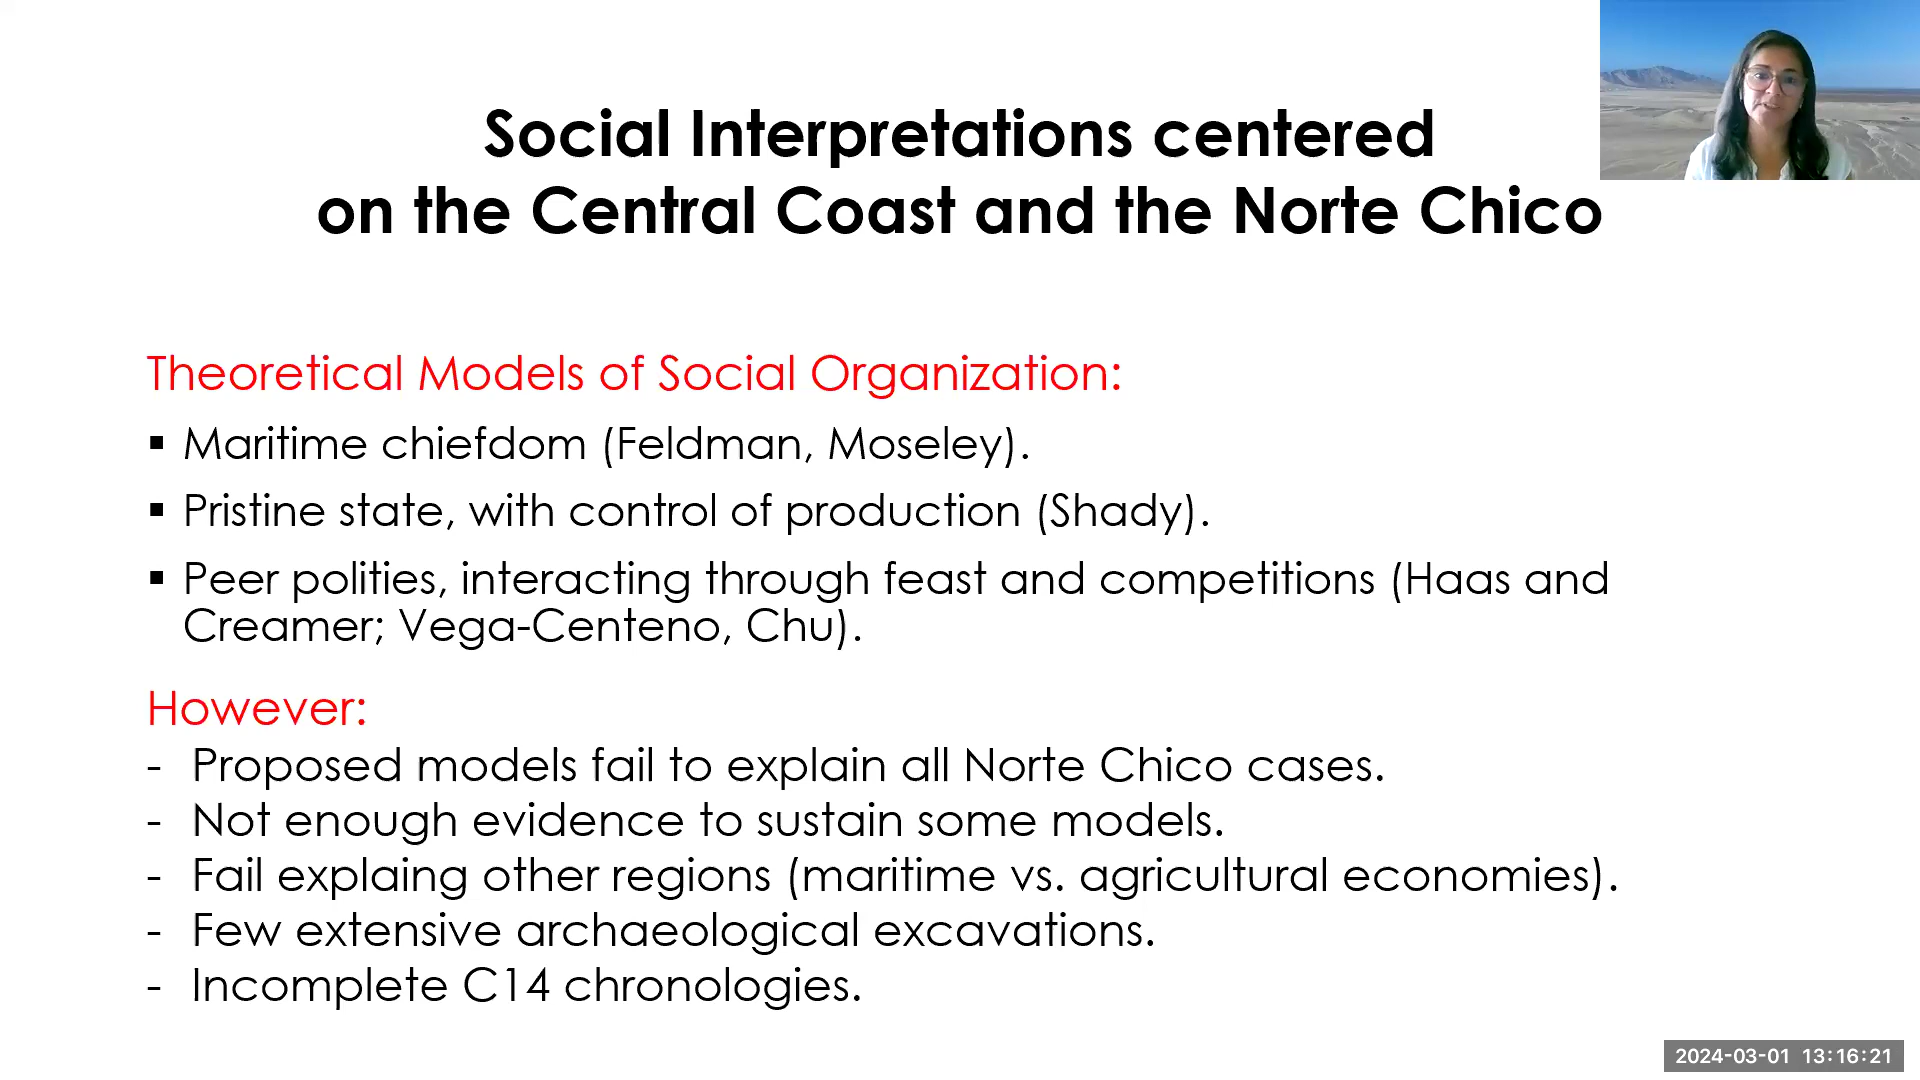 Social Interpretations centered
on the Central Coast and the Norte Chico
Theoretical Models of Social Organization:
▪ Maritime chiefdom (Feldman, Moseley).
▪ Pristine state, with control of production (Shady).
▪ Peer polities, interacting through feast and competitions (Haas and
Creamer; Vega-Centeno, Chu).
However:
- Proposed models fail to explain all Norte Chico cases.
- Not enough evidence to sustain some models.
- Fail explaing other regions (maritime vs. agricultural economies).
- Few extensive archaeological excavations.
- Incomplete C14 chronologies.
2024-03-01 13:16:21